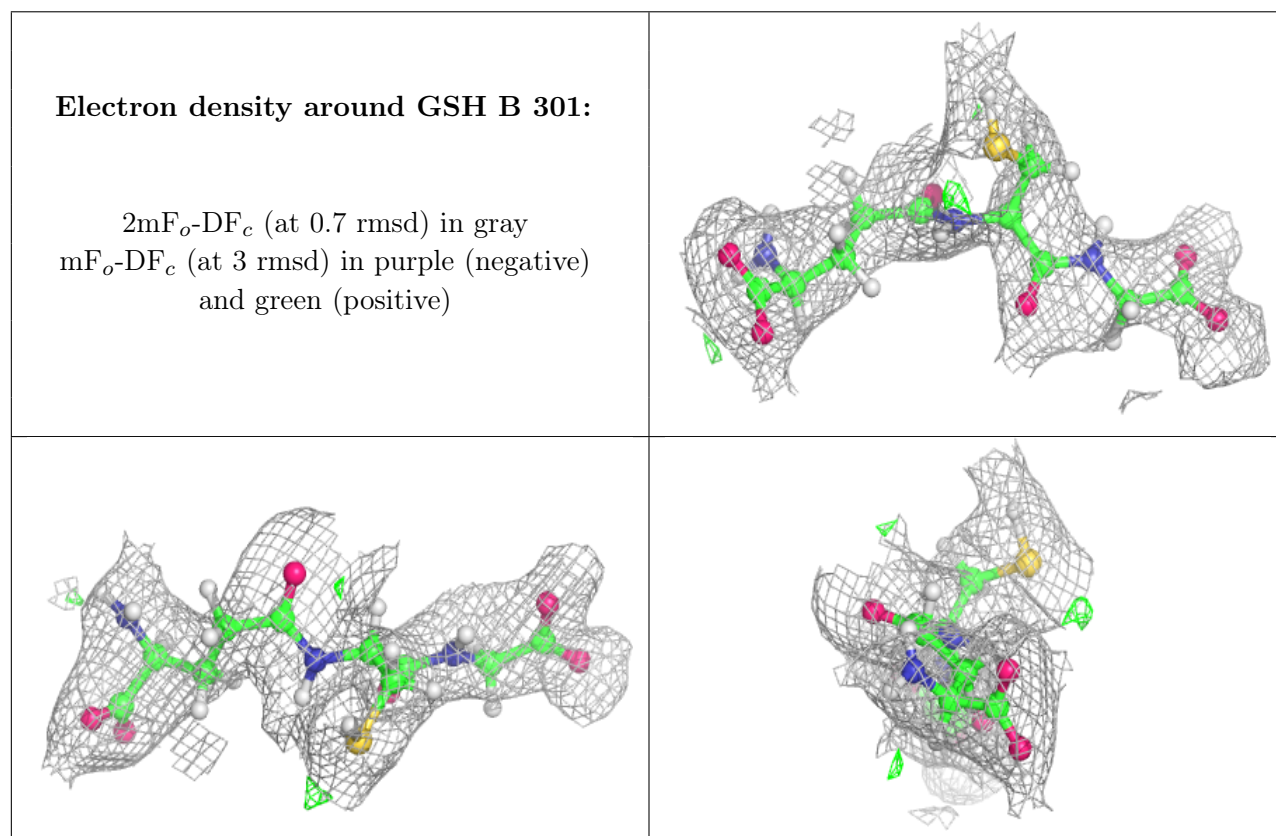 Electron density around GSH B 301:
2mFₒ-DF𝒸 (at 0.7 rmsd) in gray
mFₒ-DF𝒸 (at 3 rmsd) in purple (negative)
and green (positive)